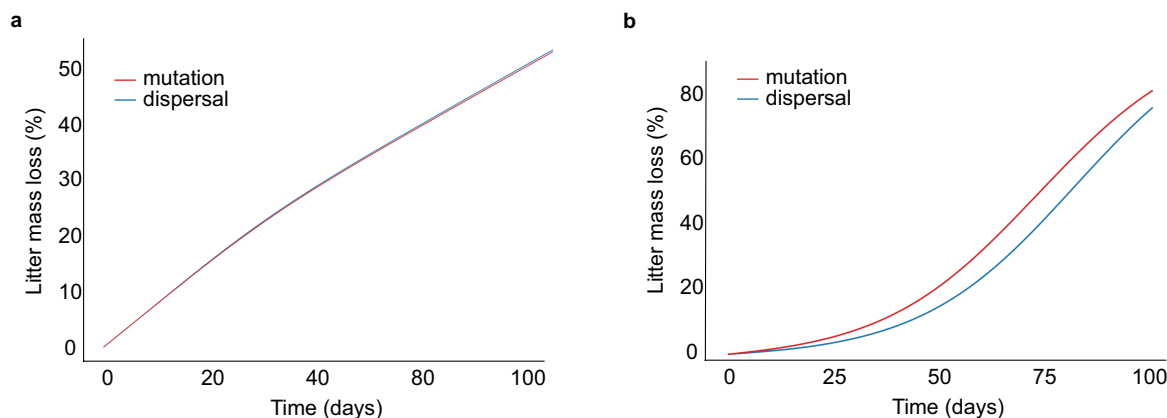 a
50
40
30
20
10
0
Litter mass loss (%)
mutation
dispersal
0 20 40 60 80 100
Time (days)
b
80
60
40
20
0
Litter mass loss (%)
mutation
dispersal
0 25 50 75 100
Time (days)